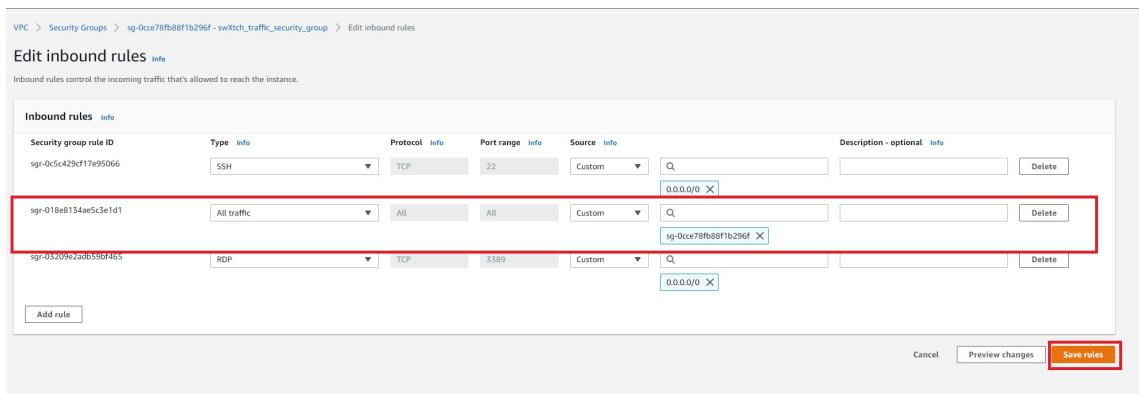 VPC > Security Groups > sg-0cce78fb88f1b296f - swXtch_traffic_security_group > Edit inbound rules
Edit inbound rules Info
Inbound rules control the incoming traffic that's allowed to reach the instance.
Inbound rules Info
Security group rule ID Type Info Protocol Info Port range Info Source Info Description - optional Info
sgr-0c5c429cf17e95066 SSH TCP 22 Custom Delete
0.0.0.0/0
sgr-018e8134ae5c3e1d1 All traffic All All Custom Delete
sg-0cce78fb88f1b296f
sgr-03209e2adb59bf465 RDP TCP 3389 Custom Delete
0.0.0.0/0
Add rule
Cancel Preview changes Save rules